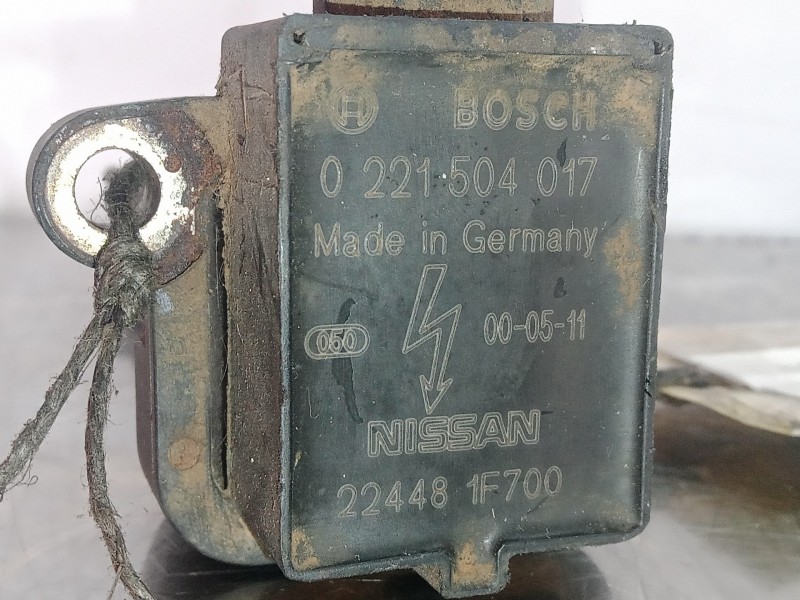 BOSCH
0 221 504 017
Made in Germany
050
00-05-11
NISSAN
22448 1F700